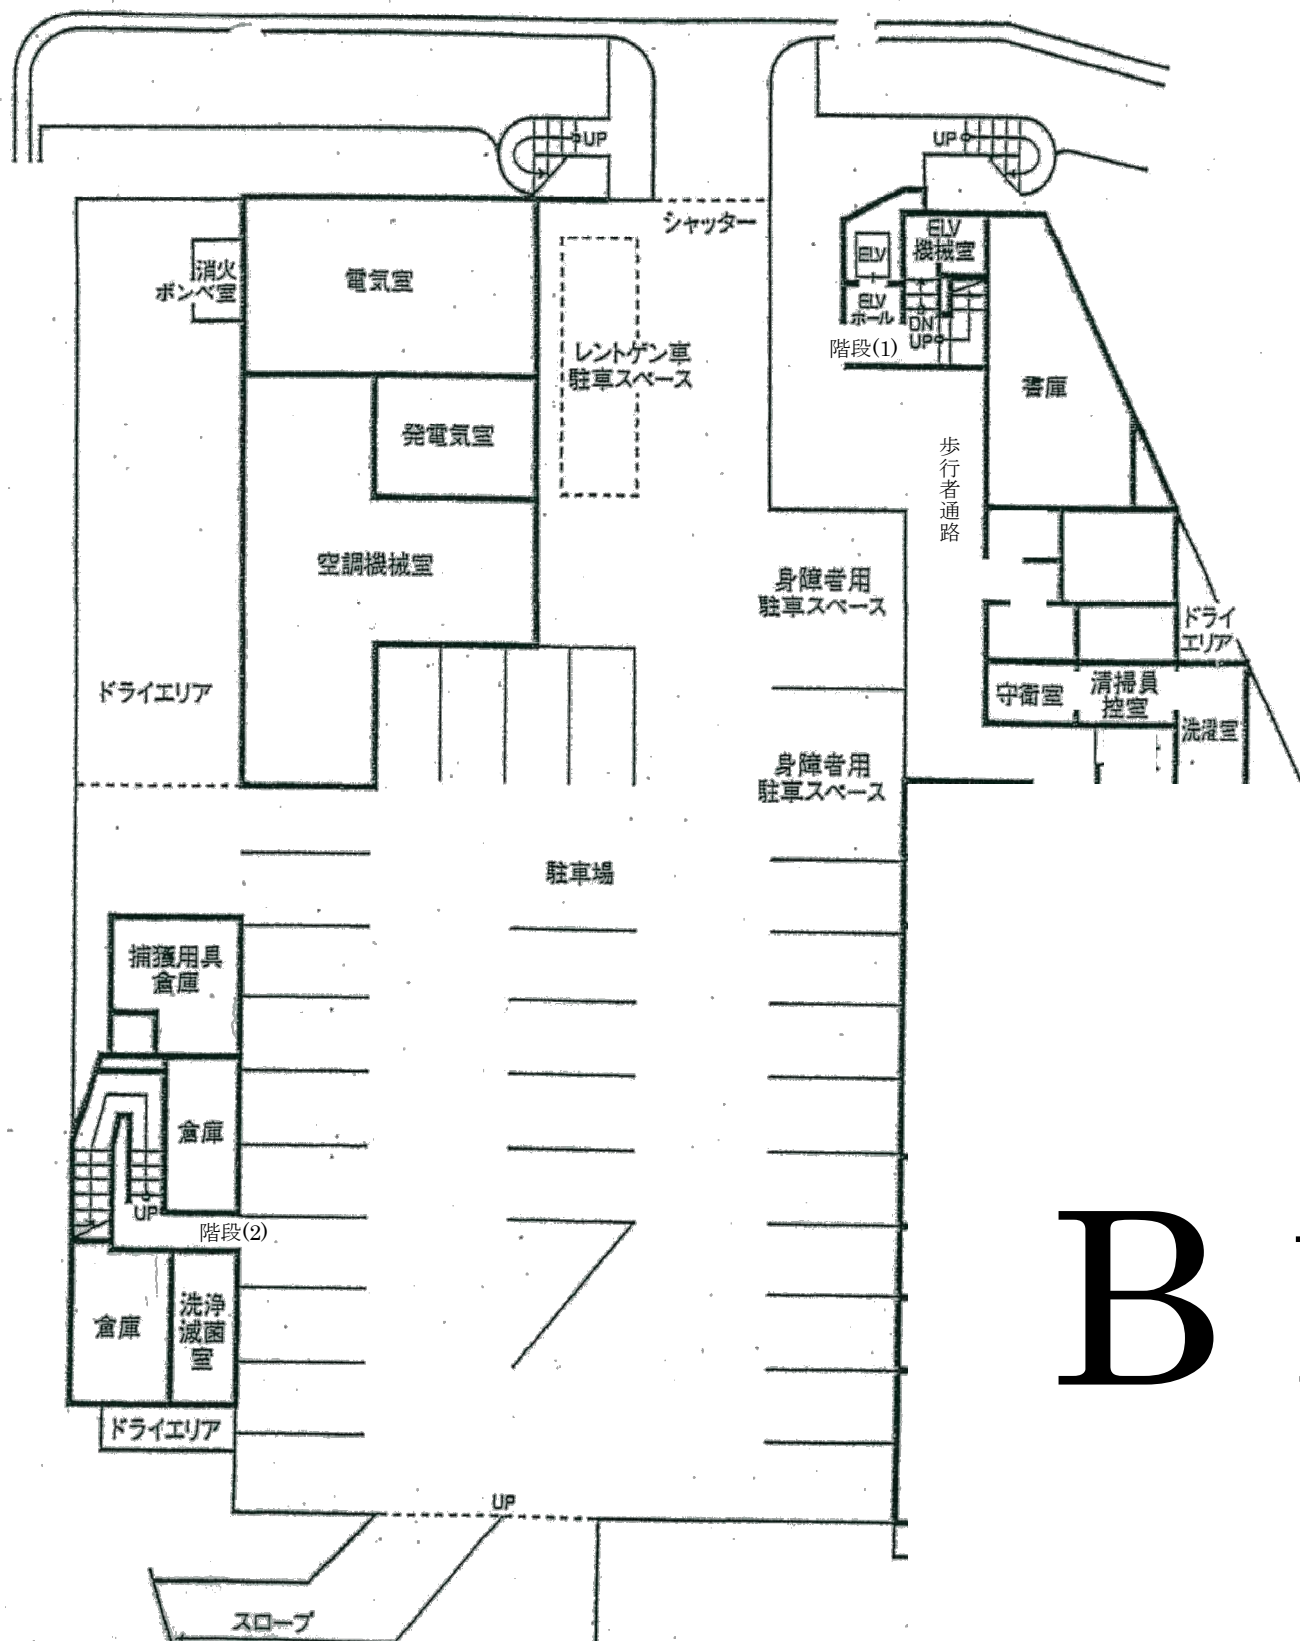 UP
UP
シャッター
ELV
機械室
消火
ボンベ室
電気室
ELV
ELV
ホール
DN
UP
階段(1)
レントゲン車
駐車スペース
書庫
発電気室
歩行者通路
空調機械室
身障者用
駐車スペース
ドライ
エリア
ドライエリア
守衛室
清掃員
控室
洗濯室
身障者用
駐車スペース
駐車場
捕獲用具
倉庫
倉庫
UP
階段(2)
B
倉庫
洗浄
滅菌
室
ドライエリア
UP
スロープ